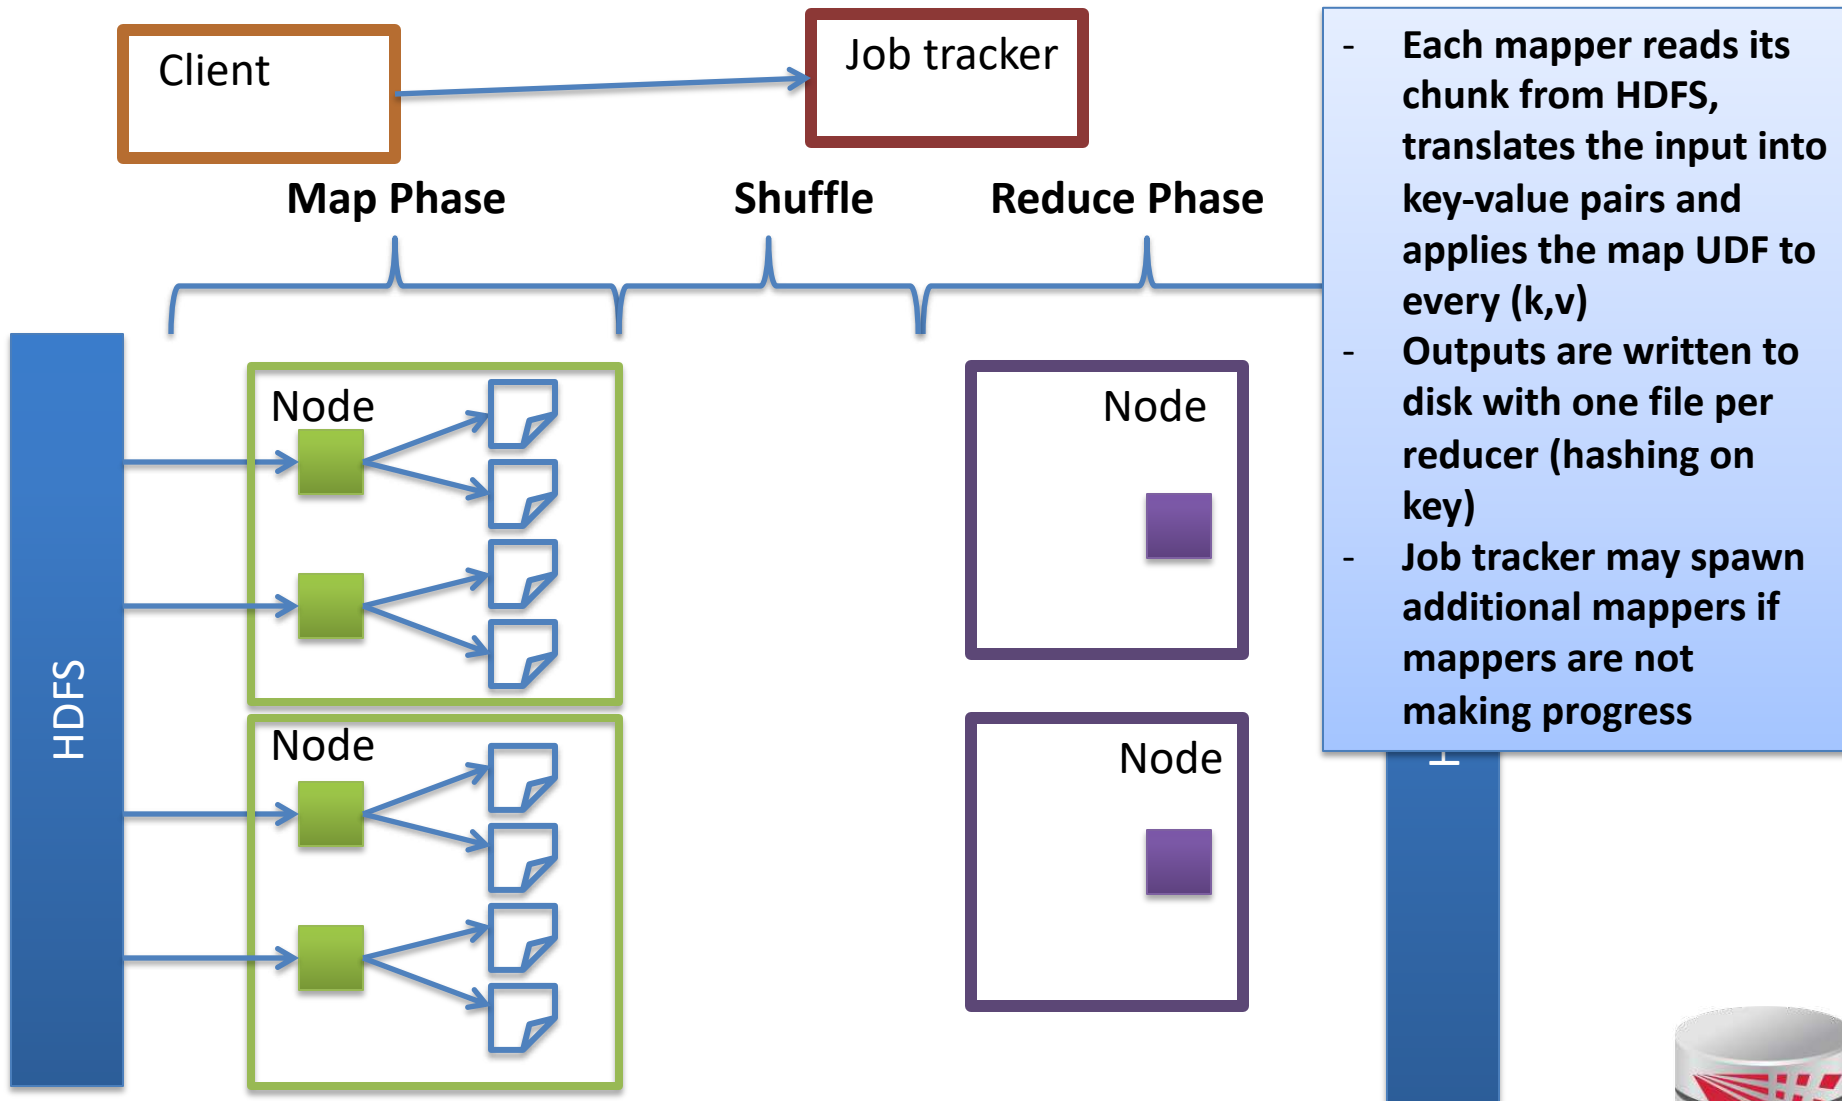 Client
Job tracker
Map Phase
Shuffle
Reduce Phase
- Each mapper reads its
chunk from HDFS,
translates the input into
key-value pairs and
applies the map UDF to
every (k,v)
- Outputs are written to
disk with one file per
reducer (hashing on
key)
- Job tracker may spawn
additional mappers if
mappers are not
making progress
HDFS
Node
Node
Node
Node